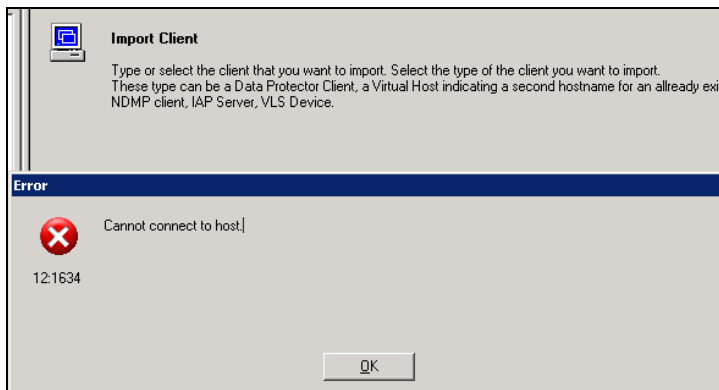 Import Client
Type or select the client that you want to import. Select the type of the client you want to import.
These type can be a Data Protector Client, a Virtual Host indicating a second hostname for an allready exi
NDMP client, IAP Server, VLS Device.
Error
Cannot connect to host.
12:1634
OK